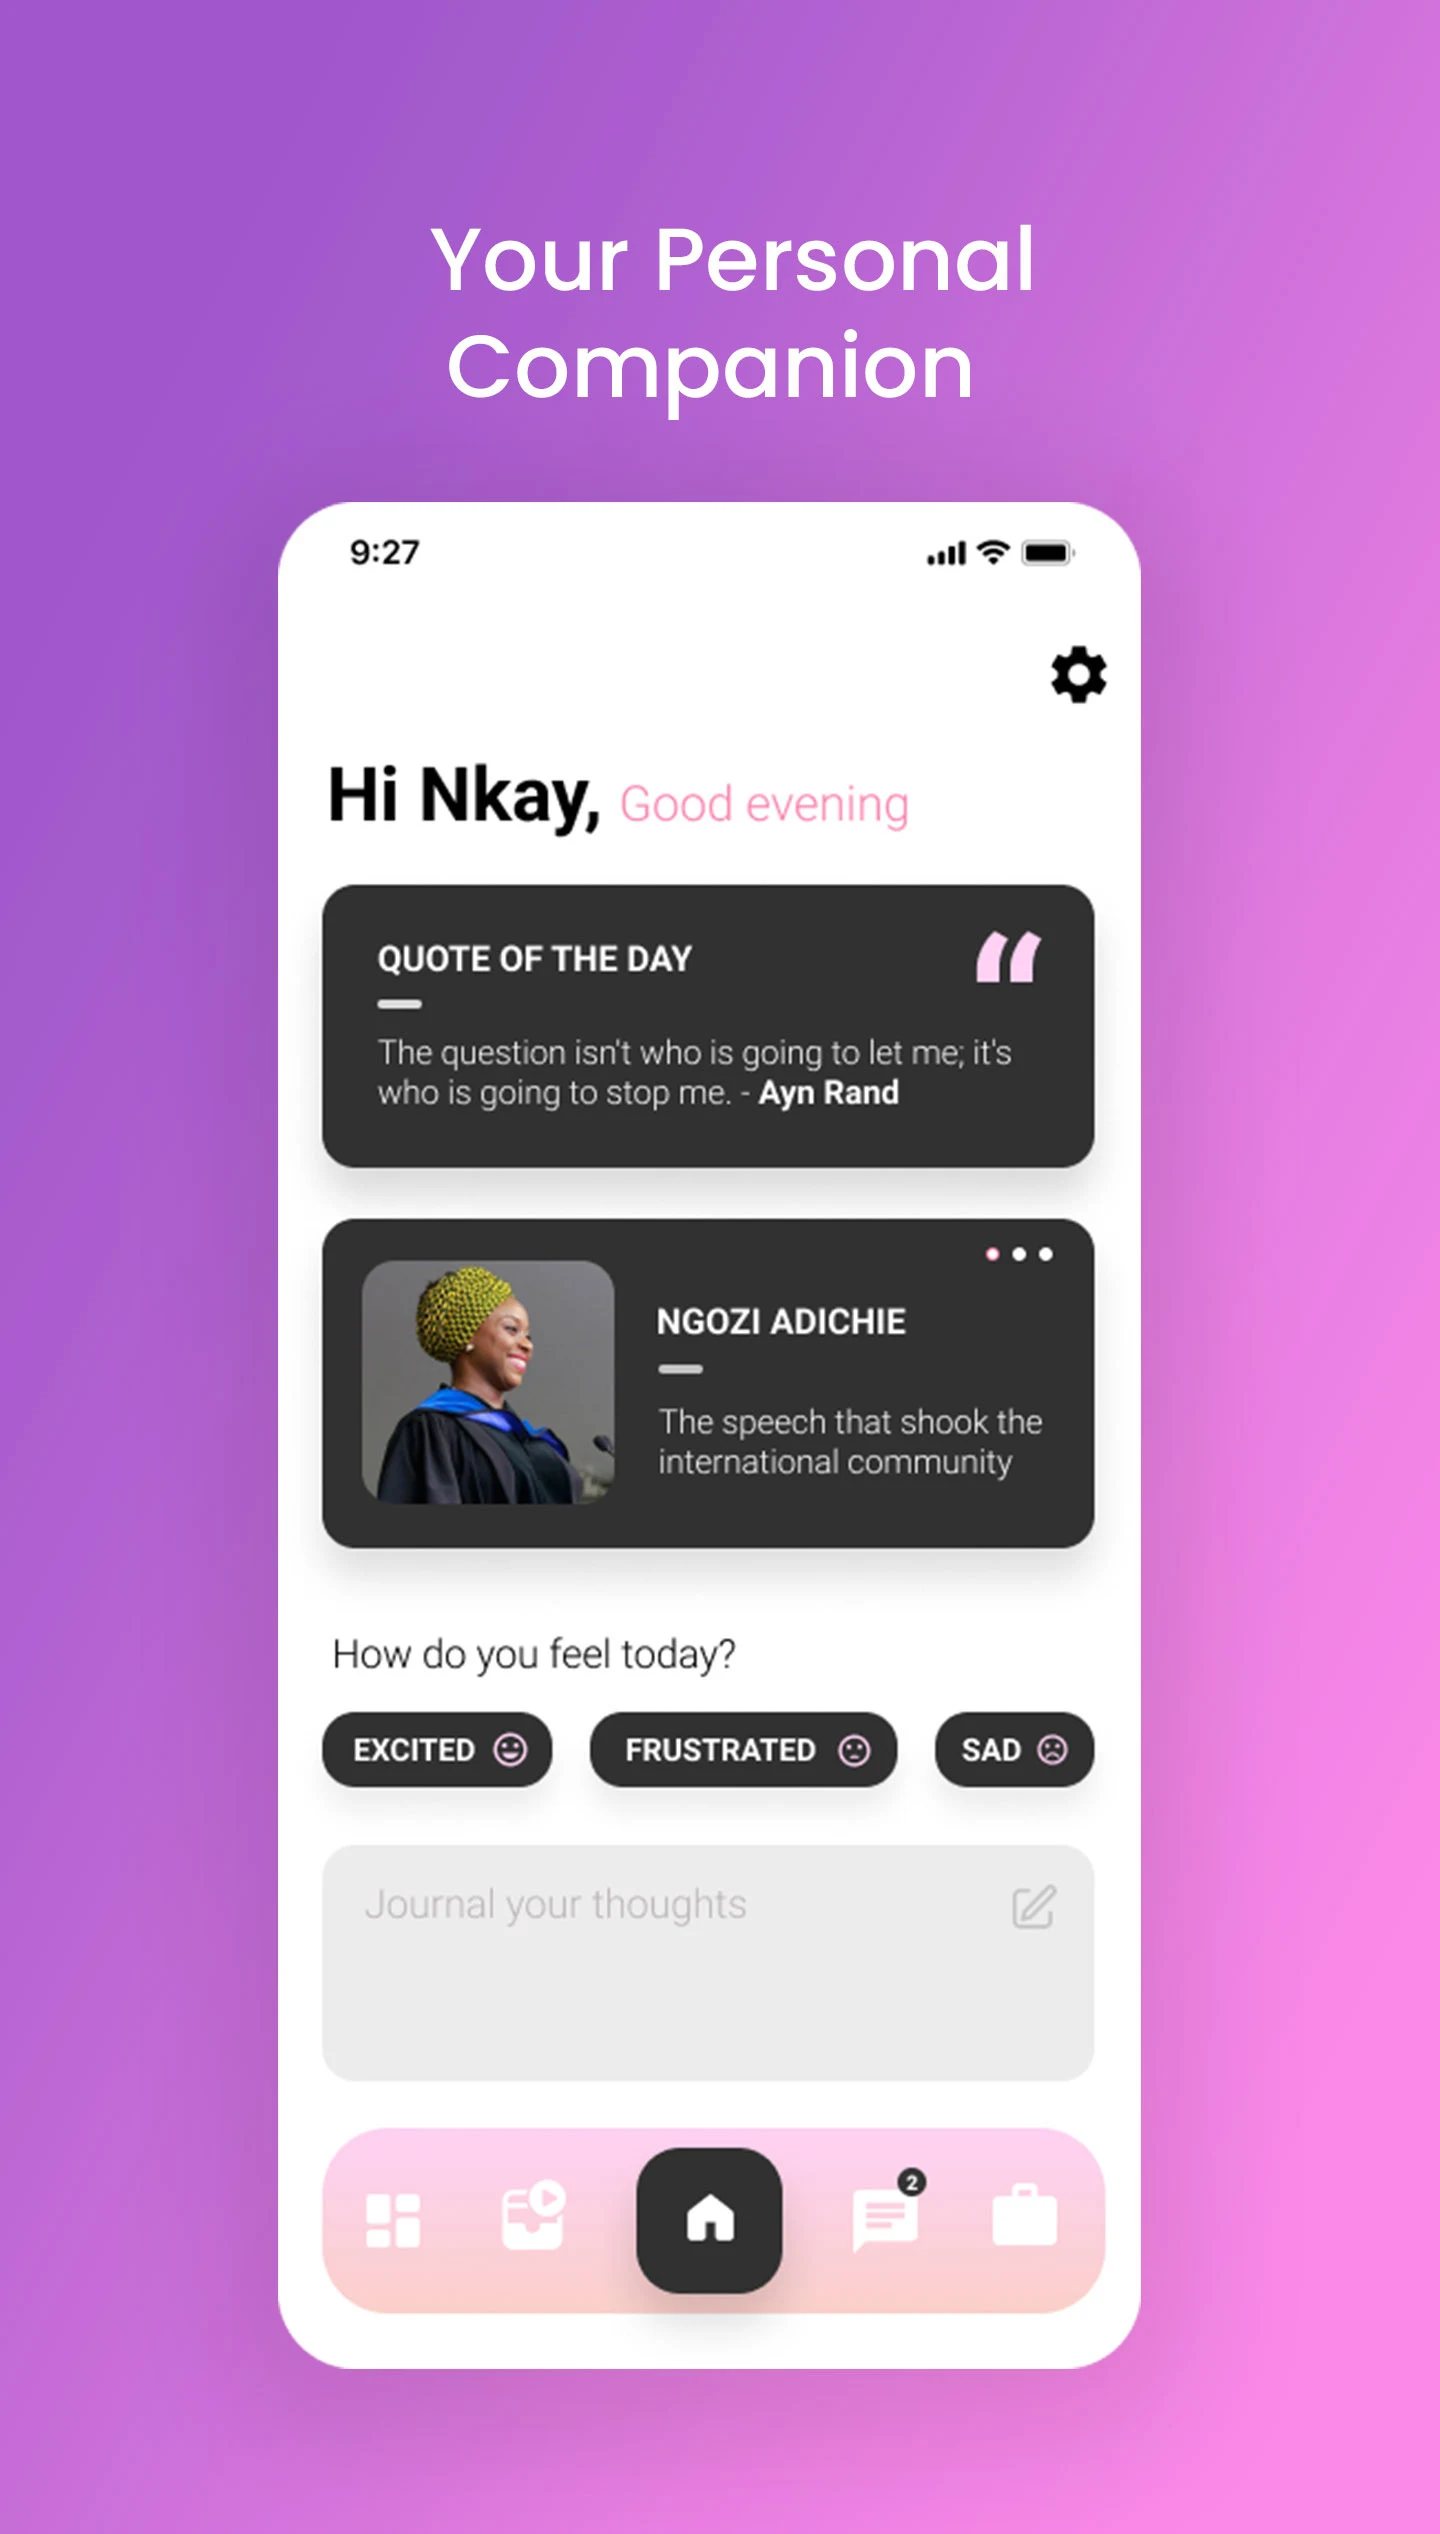 Your Personal
Companion
9:27
Hi Nkay, Good evening
QUOTE OF THE DAY
The question isn't who is going to let me; it's
who is going to stop me. - Ayn Rand
NGOZI ADICHIE
The speech that shook the
international community
How do you feel today?
EXCITED FRUSTRATED SAD
Journal your thoughts
2